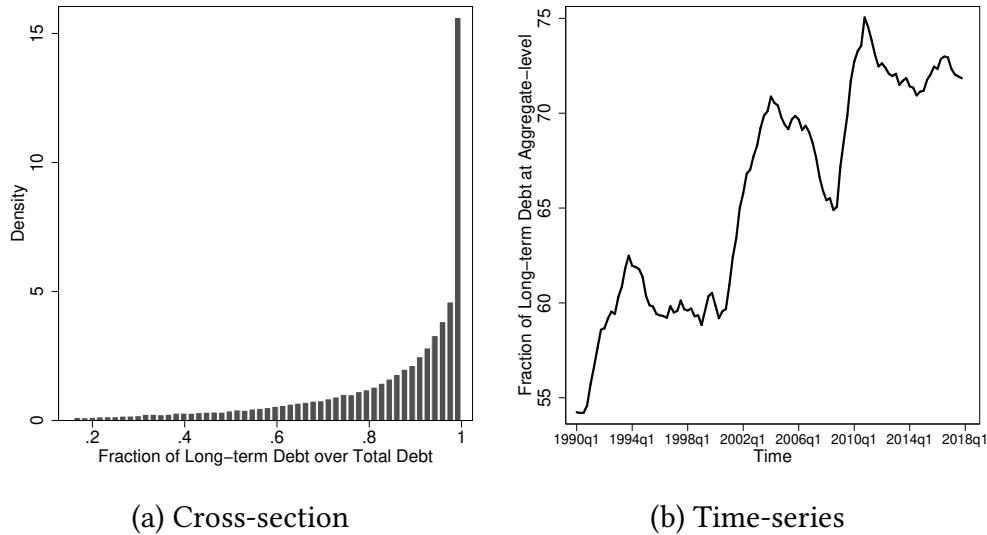 Density
15
10
5
0
.2 .4 .6 .8 1
Fraction of Long−term Debt over Total Debt
(a) Cross-section
Fraction of Long−term Debt at Aggregate−level
75
70
65
60
55
1990q1 1994q1 1998q1 2002q1 2006q1 2010q1 2014q1 2018q1
Time
(b) Time-series